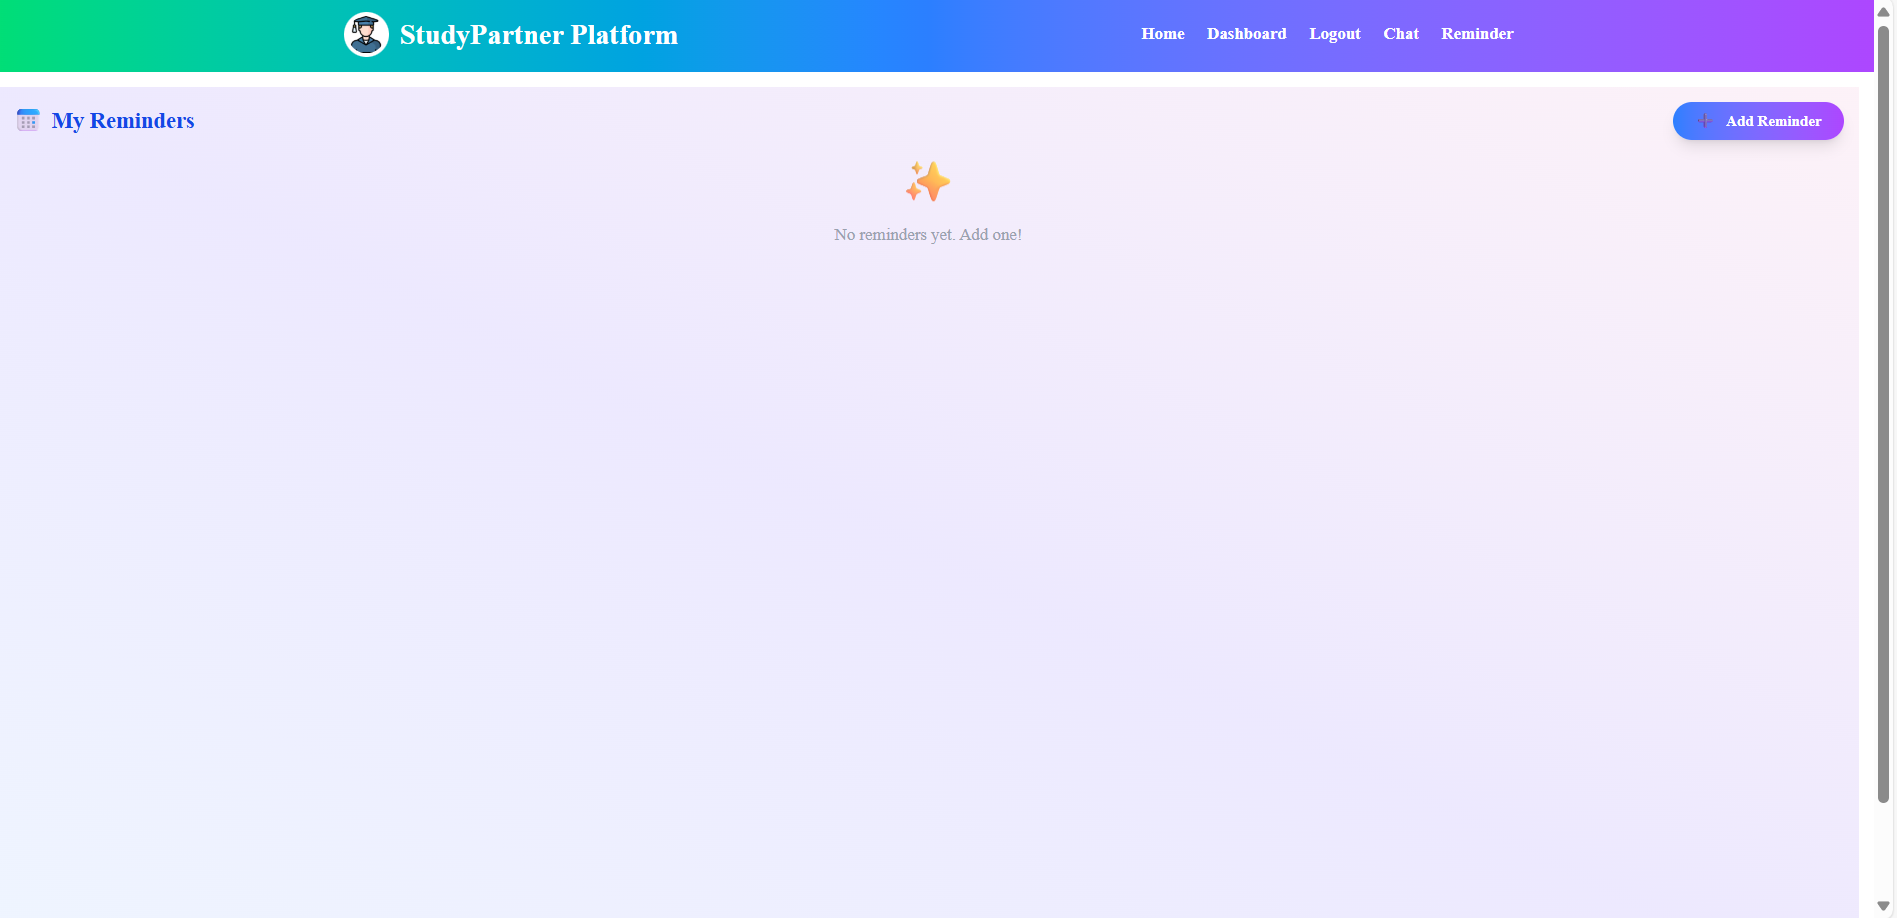 StudyPartner Platform
Home Dashboard Logout Chat Reminder
My Reminders
Add Reminder
No reminders yet. Add one!